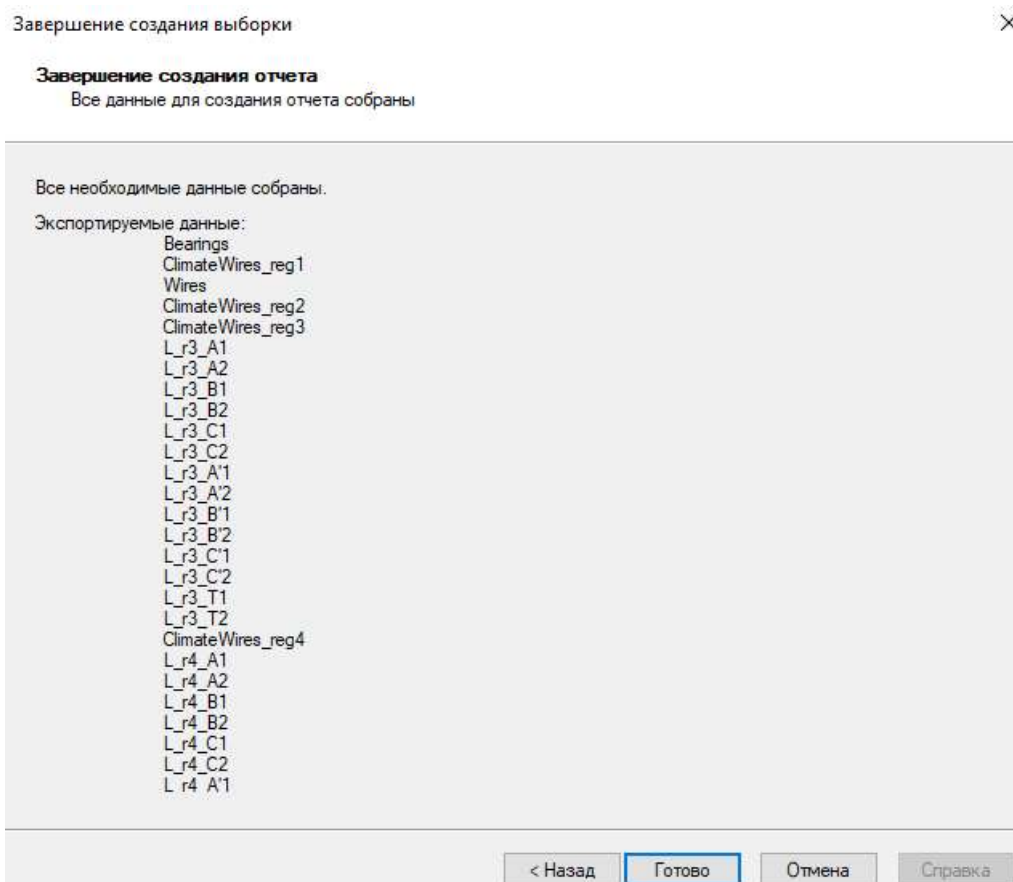 Завершение создания выборки
Завершение создания отчета
Все данные для создания отчета собраны
Все необходимые данные собраны.
Экспортируемые данные:
Bearings
ClimateWires_reg1
Wires
ClimateWires_reg2
ClimateWires_reg3
L_r3_A1
L_r3_A2
L_r3_B1
L_r3_B2
L_r3_C1
L_r3_C2
L_r3_A'1
L_r3_A'2
L_r3_B'1
L_r3_B'2
L_r3_C'1
L_r3_C'2
L_r3_T1
L_r3_T2
ClimateWires_reg4
L_r4_A1
L_r4_A2
L_r4_B1
L_r4_B2
L_r4_C1
L_r4_C2
L_r4_A'1
< Назад Готово Отмена Справка